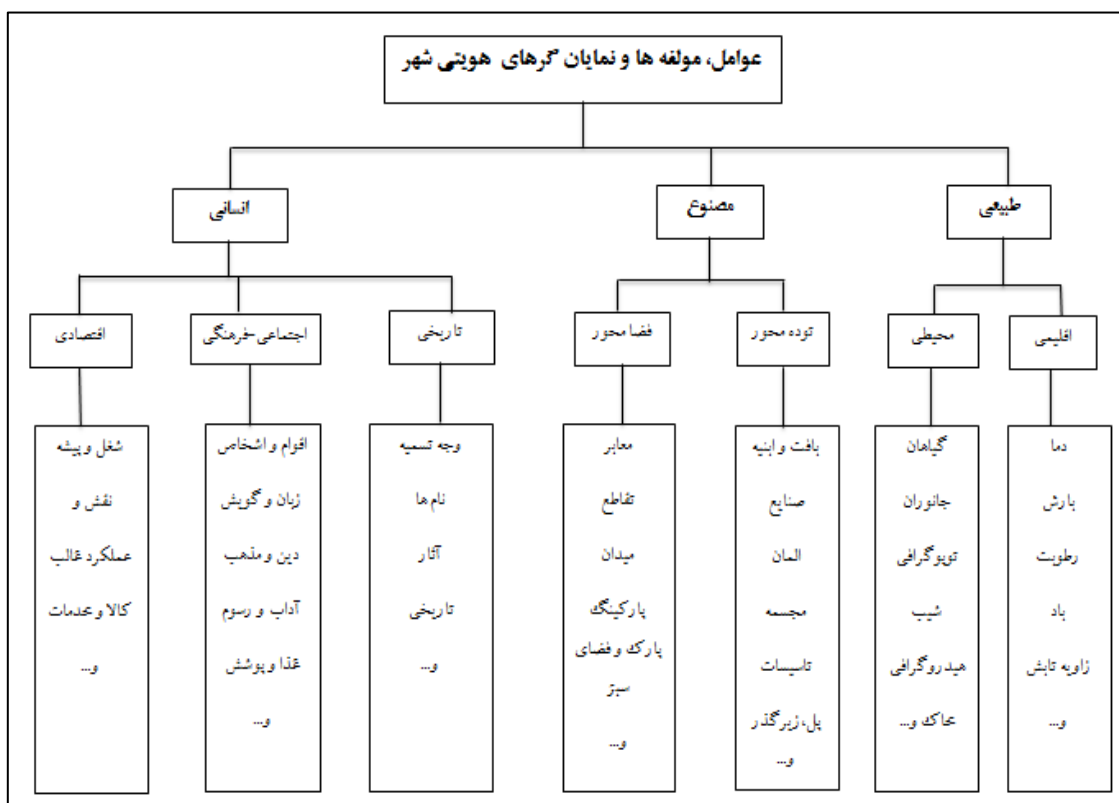 عوامل، مولفه ها و نمایان گرهای هویتی شهر
طبیعی
مصنوع
انسانی
اقلیمی
محیطی
توده محور
فضا محور
تاریخی
اجتماعی-فرهنگی
اقتصادی
دما
بارش
رطوبت
باد
زاویه تابش
و...
گیاهان
جانوران
توپوگرافی
شیب
هیدروگرافی
خاک و...
بافت و ابنیه
صنایع
المان
مجسمه
تاسیسات
پل، زیرگذر
و...
معابر
تقاطع
میدان
پارکینگ
پارک و فضای
سبز
و...
وجه تسمیه
نام ها
آثار
تاریخی
و...
اقوام و اشخاص
زبان و گویش
دین و مذهب
آداب و رسوم
غذا و پوشش
و...
شغل و پیشه
نقش و
عملکرد غالب
کالا و خدمات
و...